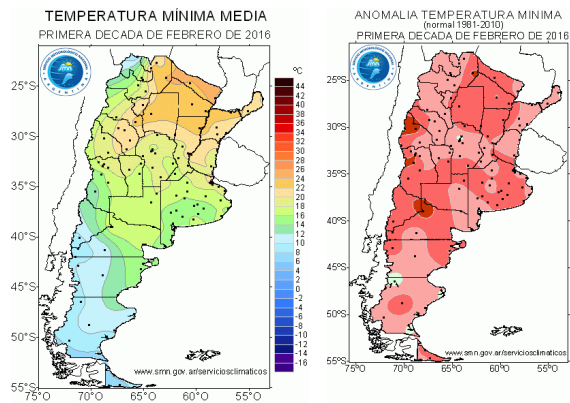 TEMPERATURA MÍNIMA MEDIA
PRIMERA DECADA DE FEBRERO DE 2016
25°S
30°S
35°S
40°S
45°S
50°S
55°S
75°O
70°O
65°O
60°O
55°O
www.smn.gov.ar/serviciosclimaticos
°C
44
42
40
38
36
34
32
30
28
26
24
22
20
18
16
14
12
10
8
6
4
2
0
-2
-4
-6
-8
-10
-12
-14
-16
ANOMALIA TEMPERATURA MINIMA
(normal 1981-2010)
PRIMERA DECADA DE FEBRERO DE 2016
25°S
30°S
35°S
40°S
45°S
50°S
55°S
75°O
70°O
65°O
60°O
55°O
www.smn.gov.ar/serviciosclimaticos